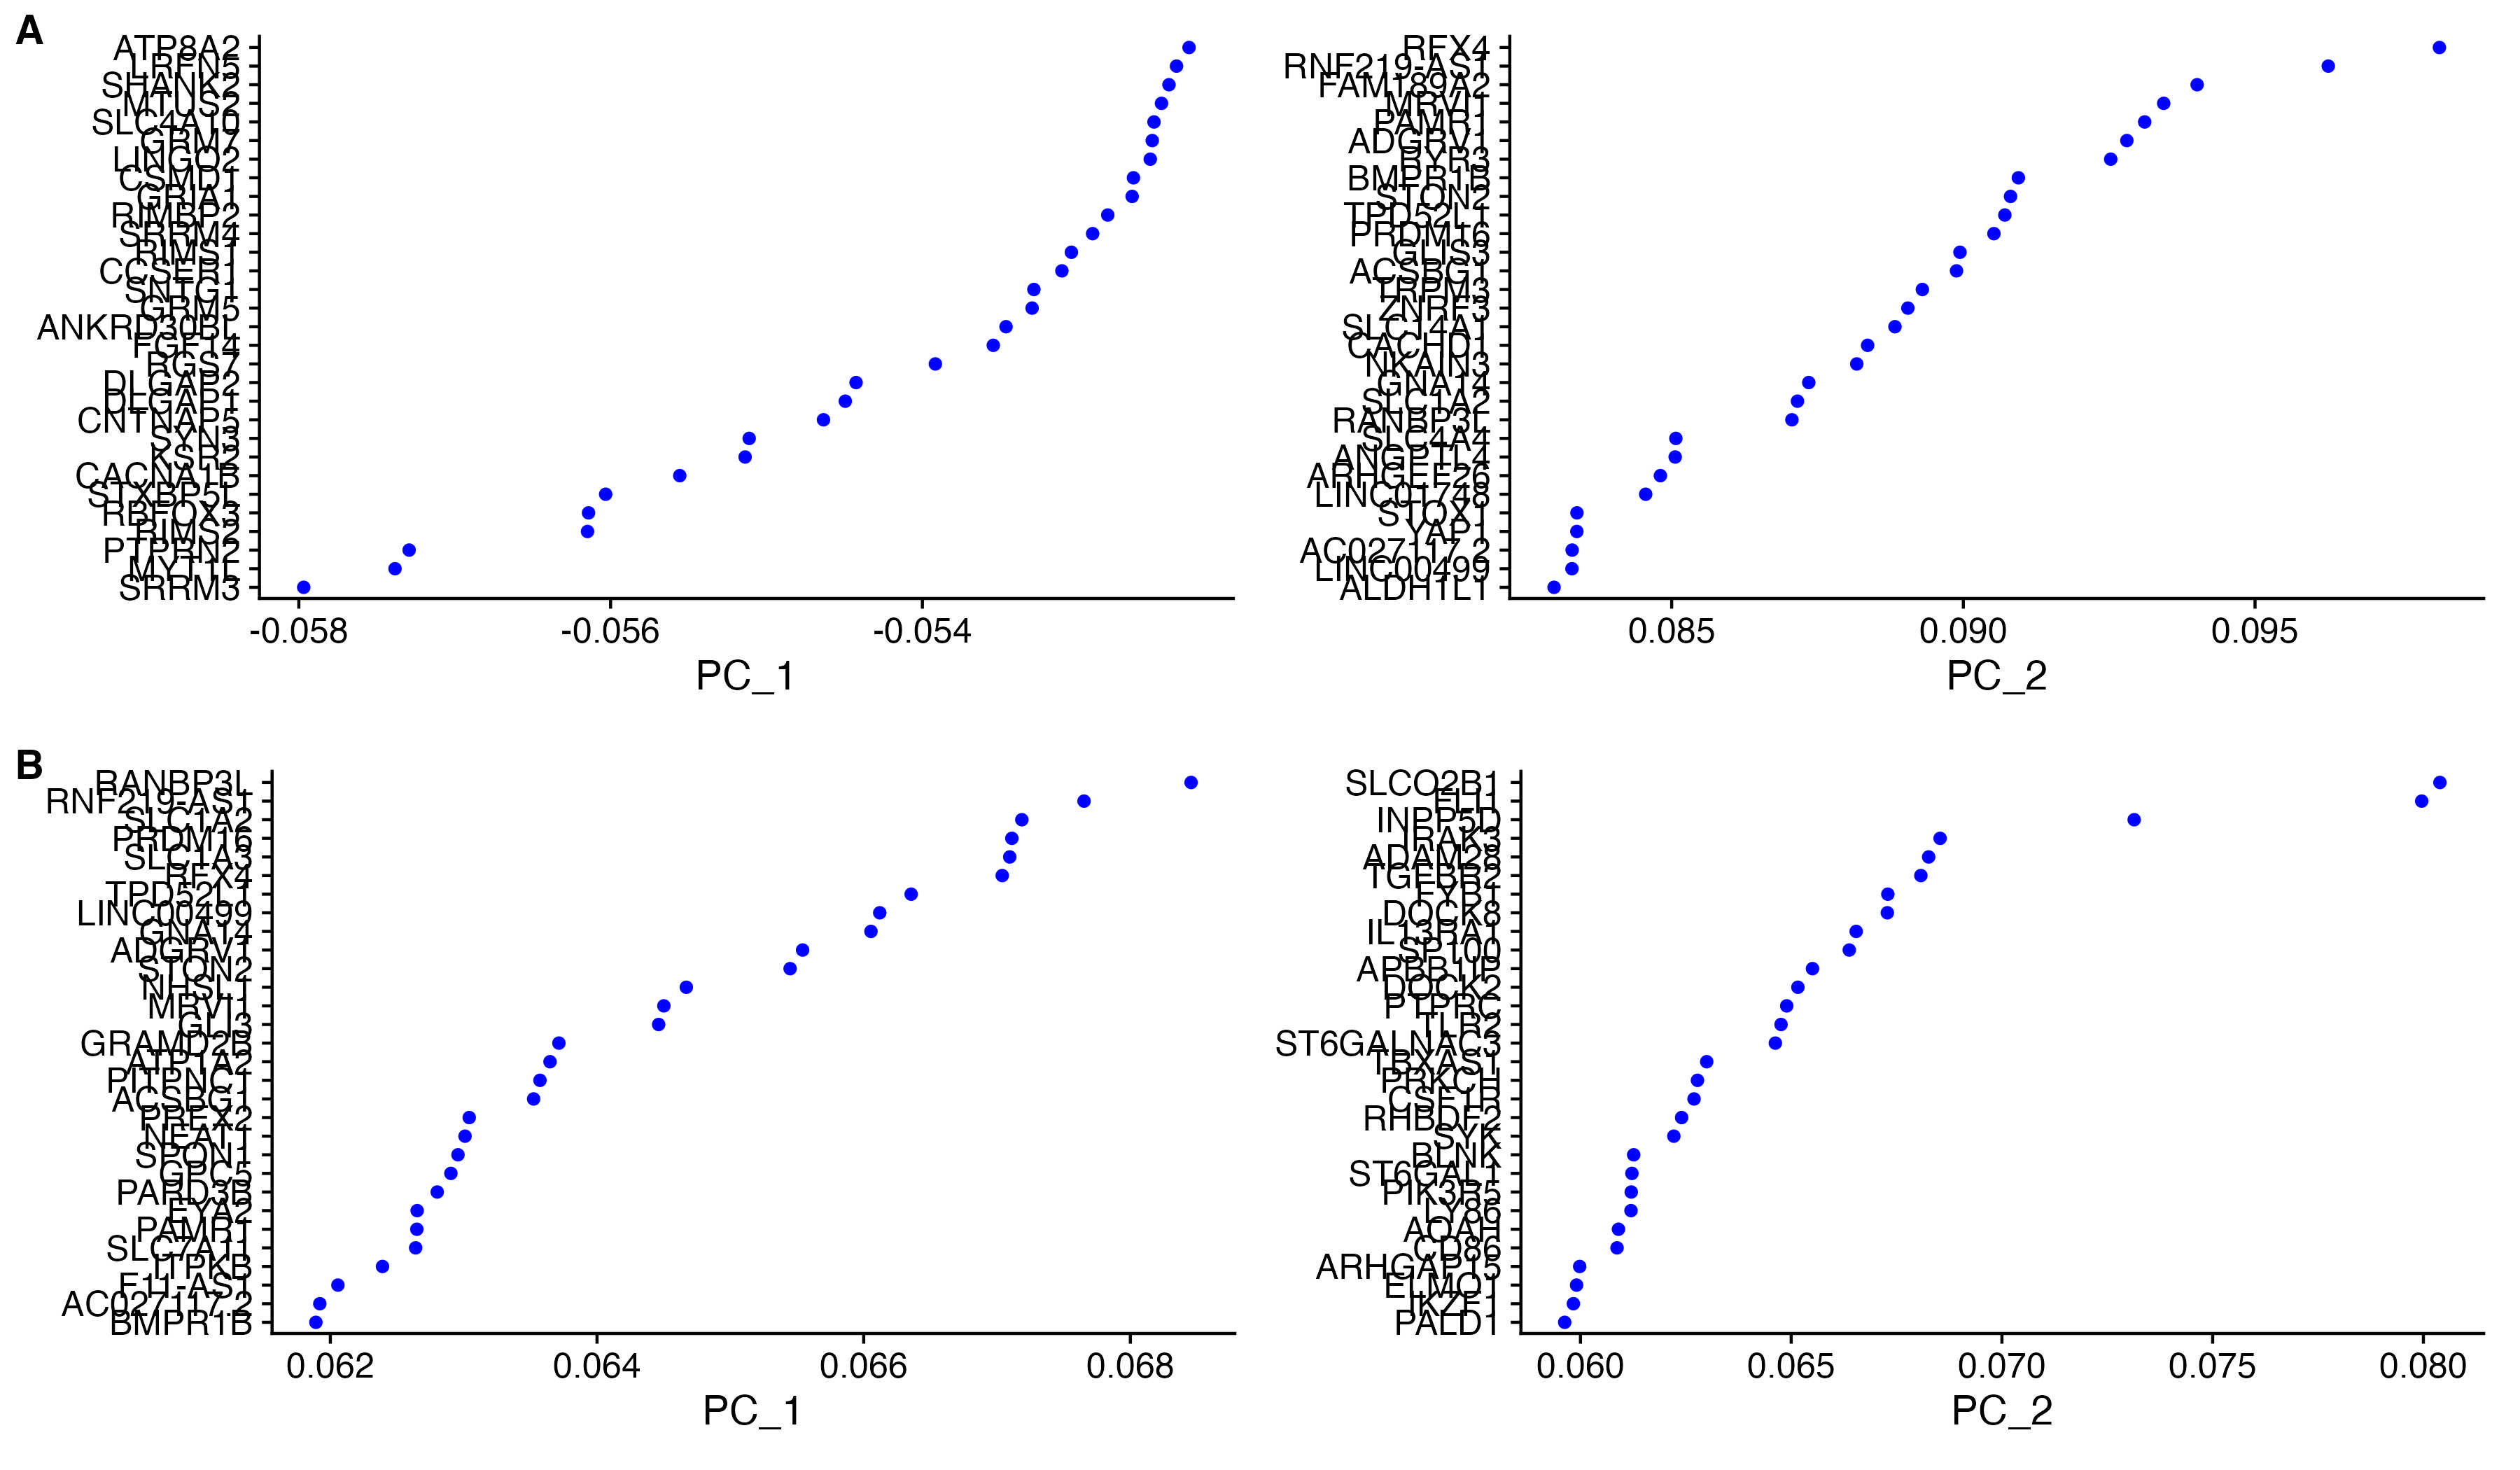 A
ATP8A2
LRFN5
SHANK2
MTUS2
SLC4A10
GRM7
LINGO2
CSMD1
GRIA1
RIMBP2
SRRM4
RIMS1
CCSER1
SNTG1
GRM5
ANKRD30BL
FGF14
RGS7
DLGAP2
DLGAP1
CNTNAP5
SYN3
KSR2
CACNA1B
STXBP5L
RBFOX3
RIMS2
PTPRN2
MYT1L
SRRM3
-0.058
-0.056
-0.054
PC_1
RFX4
RNF219-AS1
FAM189A2
MRVI1
PAMR1
ADGRV1
RYR3
BMPR1B
STON2
TPD52L1
PRDM16
GLIS3
ACSBG1
TRPM3
ZNRF3
SLC14A1
CACHD1
NKAIN3
GNA14
SLC1A2
RANBP3L
SLC4A4
ANGPTL4
ARHGEF26
LINC01748
STOX1
YAP1
AC027117.2
LINC00499
ALDH1L1
0.085
0.090
0.095
PC_2
B
RANBP3L
RNF219-AS1
SLC1A2
PRDM16
SLC1A3
RFX4
TPD52L1
LINC00499
GNA14
ADGRV1
STON2
NHSL1
MRVI1
GLI3
GRAMD2B
ATP1A2
PITPNC1
ACSBG1
PREX2
NEAT1
SPON1
GPC5
PARD3B
EYA2
PAMR1
SLC7A11
ITPKB
F11-AS1
AC027117.2
BMPR1B
0.062
0.064
0.066
0.068
PC_1
SLCO2B1
FLI1
INPP5D
IRAK3
ADAM28
TGFBR2
FYB1
DOCK8
IL13RA1
SP100
APBB1IP
DOCK2
PTPRC
TLR2
ST6GALNAC3
TBXAS1
PRKCH
CSF1R
RHBDF2
SYK
BLNK
ST6GAL1
PIK3R5
LY86
AOAH
CD86
ARHGAP15
ELMO1
IKZF1
PALD1
0.060
0.065
0.070
0.075
0.080
PC_2